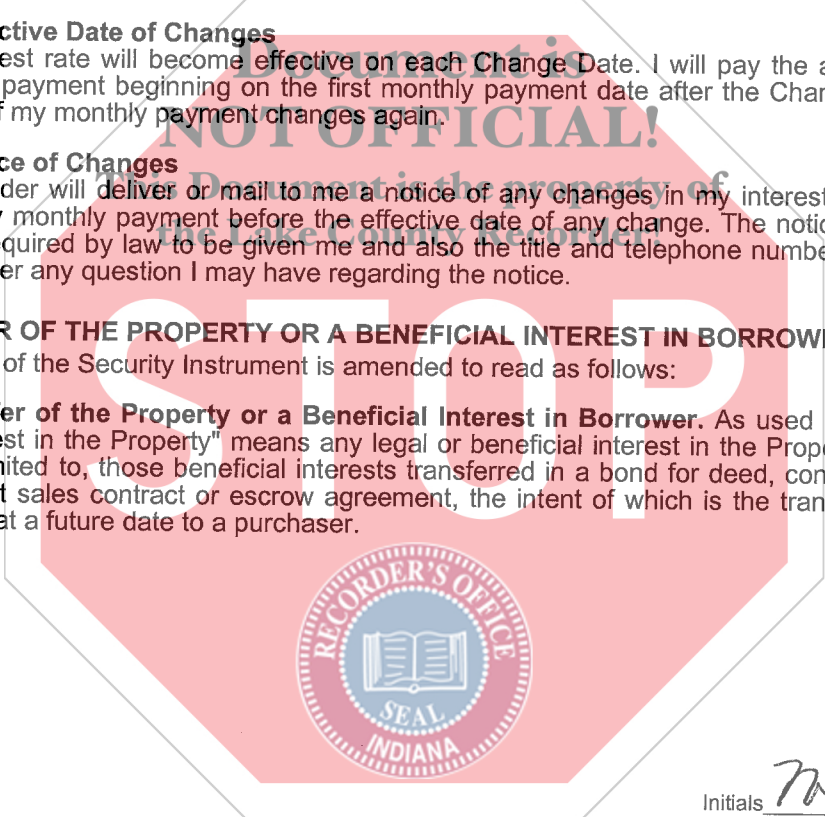 ctive Date of Changes
est rate will become effective on each Change Date. I will pay the a
payment beginning on the first monthly payment date after the Char
f my monthly payment changes again.
ce of Changes
der will deliver or mail to me a notice of any changes in my interest
y monthly payment before the effective date of any change. The notic
quired by law to be given me and also the title and telephone numbe
er any question I may have regarding the notice.
R OF THE PROPERTY OR A BENEFICIAL INTEREST IN BORROWE
of the Security Instrument is amended to read as follows:
er of the Property or a Beneficial Interest in Borrower. As used
est in the Property" means any legal or beneficial interest in the Prope
nited to, those beneficial interests transferred in a bond for deed, con
t sales contract or escrow agreement, the intent of which is the tran
at a future date to a purchaser.
Document is
NOT OFFICIAL!
This Document is the property of
the Lake County Recorder!
STOP
RECORDER'S OFFICE
SEAL
INDIANA
Initials